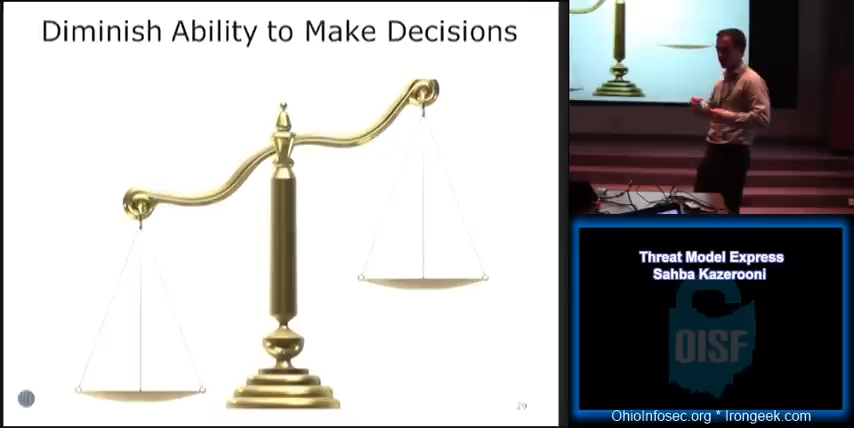 Diminish Ability to Make Decisions
29
Threat Model Express
Sahba Kazerooni
OISF
OhioInfosec.org * Irongeek.com